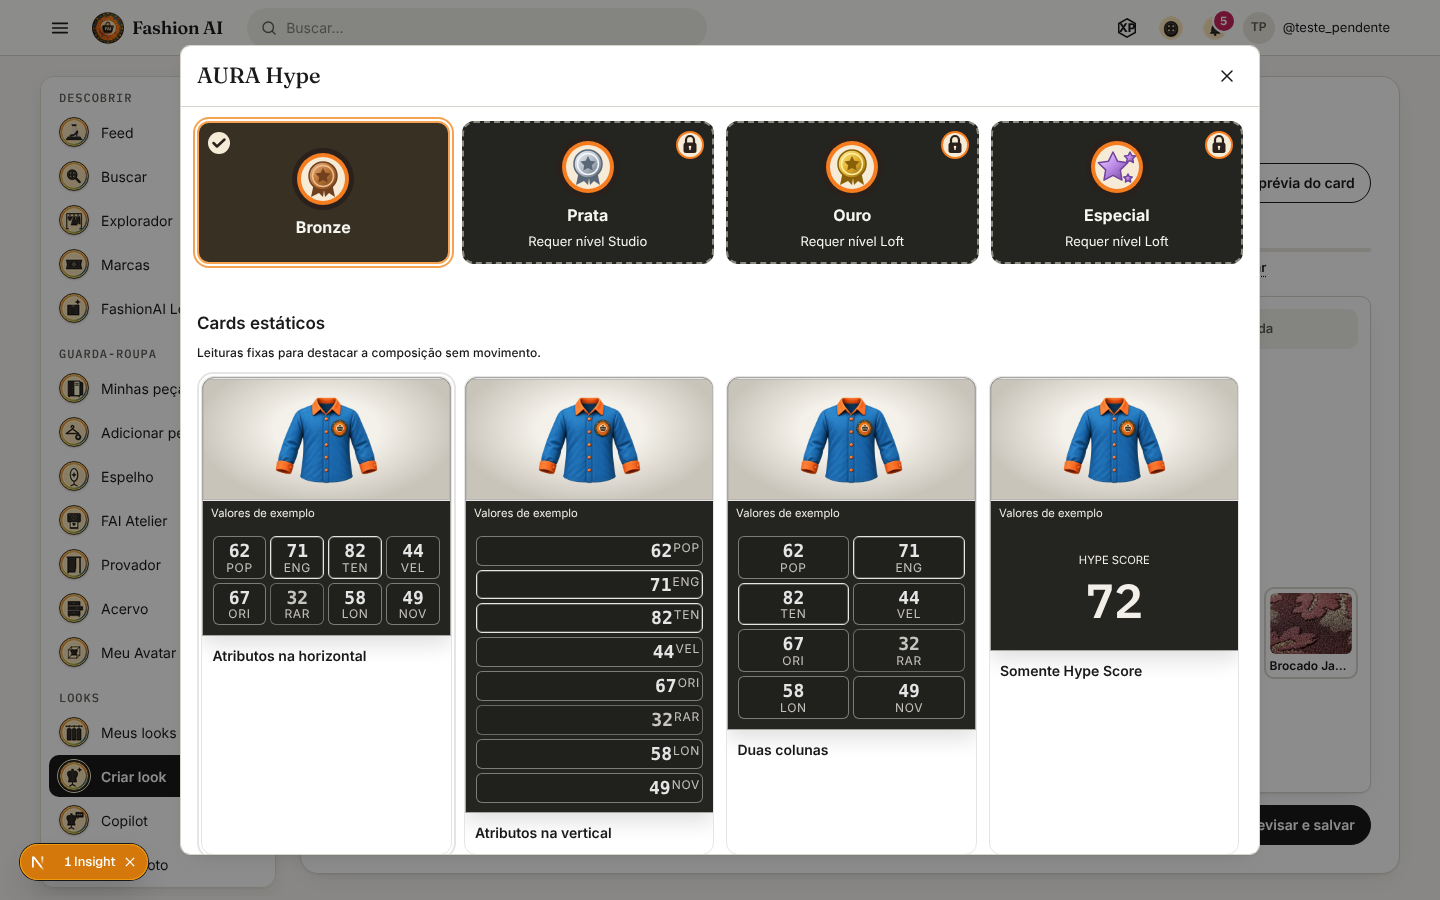 Fashion AI
Buscar...
XP
5
TP
@teste_pendente
AURA Hype
DESCOBRIR
Feed
Buscar
Explorador
Marcas
FashionAI L
GUARDA-ROUPA
Minhas peç
Adicionar pe
Espelho
FAI Atelier
Provador
Acervo
Meu Avatar
LOOKS
Meus looks
Criar look
Copilot
oto
1 Insight
Bronze
Prata
Requer nível Studio
Ouro
Requer nível Loft
Especial
Requer nível Loft
Cards estáticos
Leituras fixas para destacar a composição sem movimento.
Valores de exemplo
62 POP
71 ENG
82 TEN
44 VEL
67 ORI
32 RAR
58 LON
49 NOV
Atributos na horizontal
Valores de exemplo
62 POP
71 ENG
82 TEN
44 VEL
67 ORI
32 RAR
58 LON
49 NOV
Atributos na vertical
Valores de exemplo
62 POP
71 ENG
82 TEN
44 VEL
67 ORI
32 RAR
58 LON
49 NOV
Duas colunas
Valores de exemplo
HYPE SCORE
72
Somente Hype Score
prévia do card
r
da
Brocado Ja...
evisar e salvar